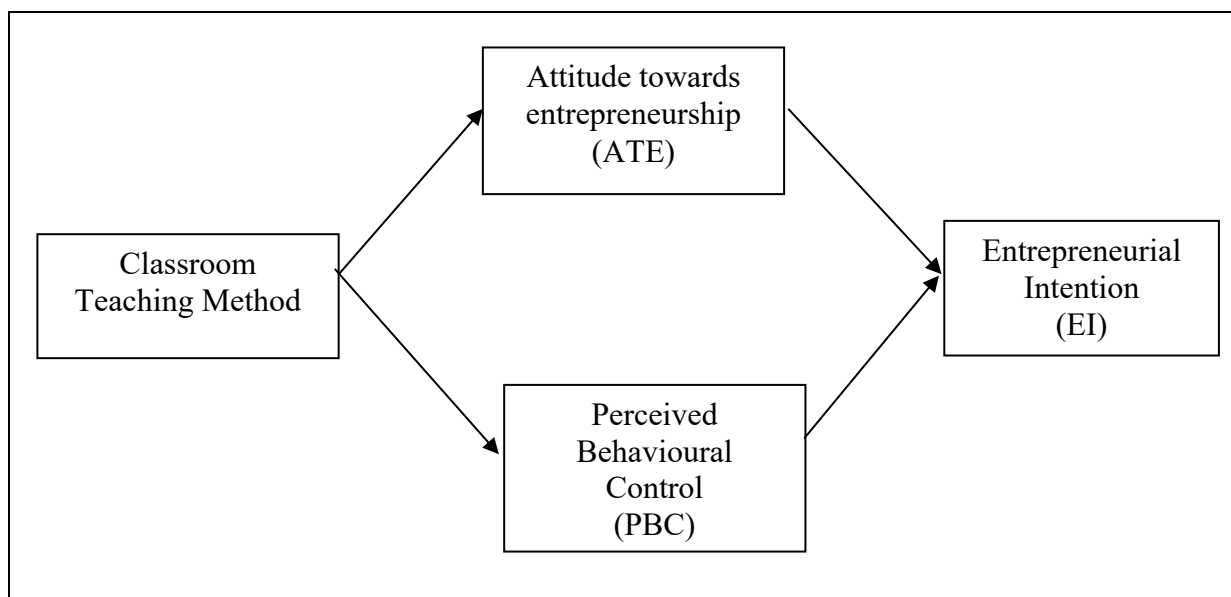 Attitude towards
entrepreneurship
(ATE)
Classroom
Teaching Method
Entrepreneurial
Intention
(EI)
Perceived
Behavioural
Control
(PBC)